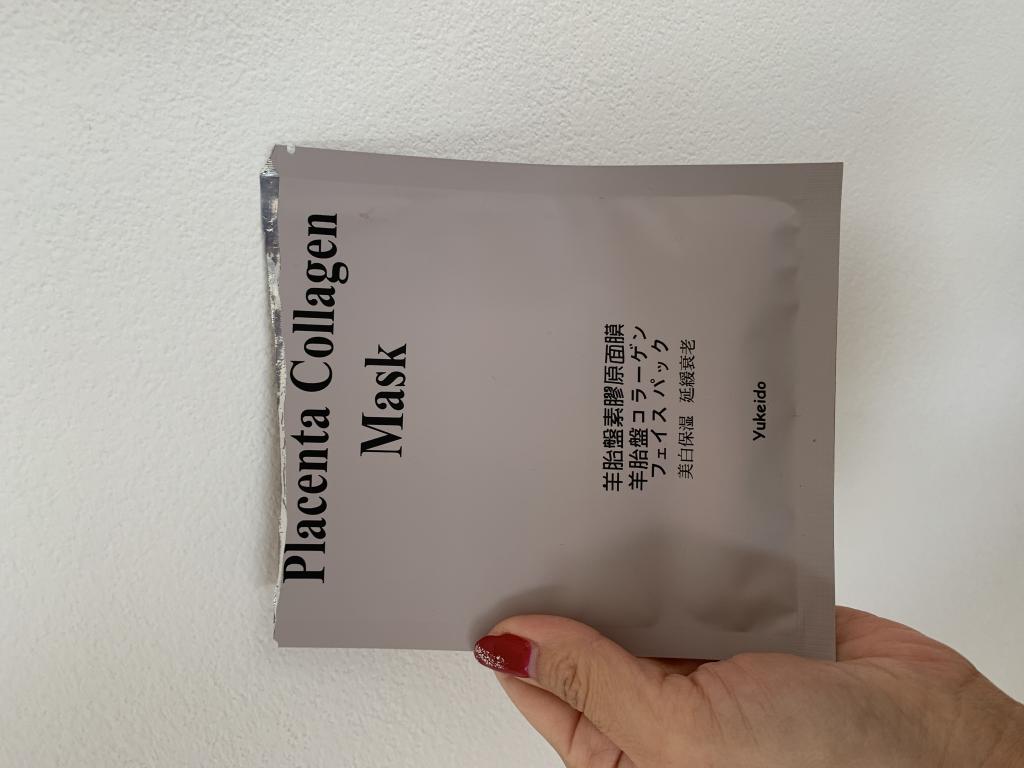 Placenta Collagen
Mask
羊胎盤素膠原面膜
羊胎盤コラーゲン
フェイスパック
美白保湿 延緩衰老
Yukeido